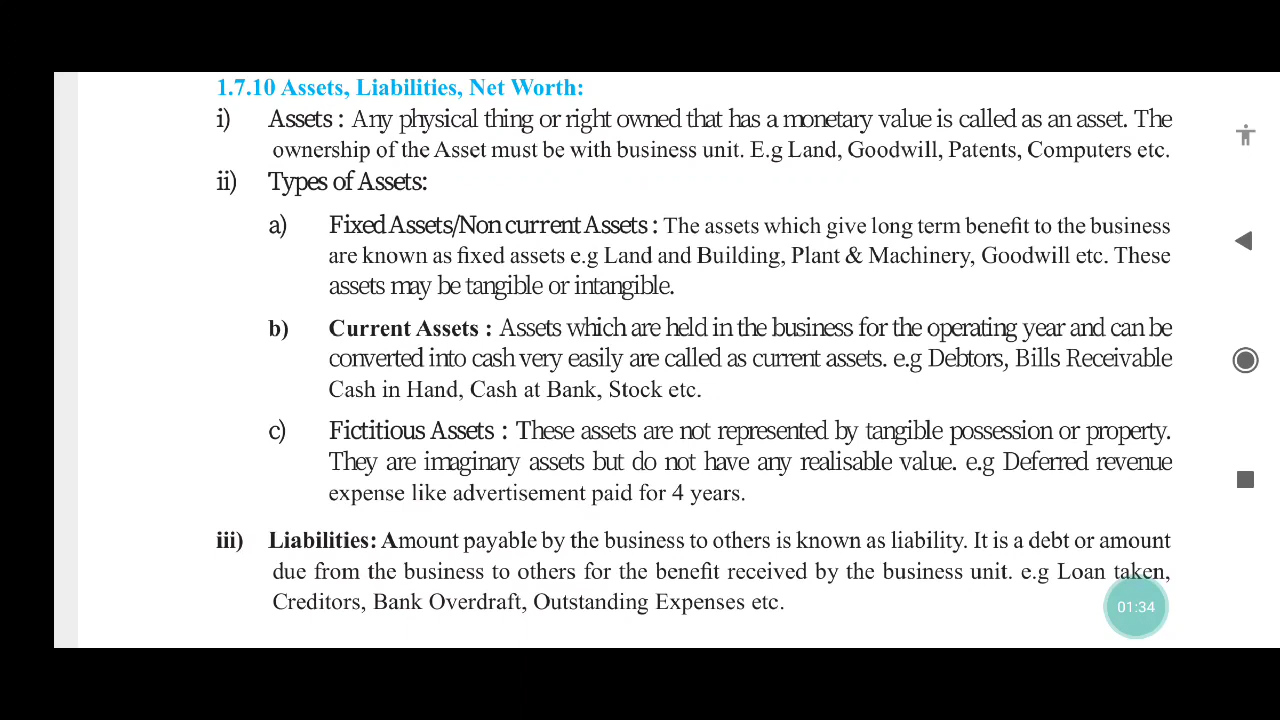 1.7.10 Assets, Liabilities, Net Worth:
i) Assets : Any physical thing or right owned that has a monetary value is called as an asset. The
ownership of the Asset must be with business unit. E.g Land, Goodwill, Patents, Computers etc.
ii) Types of Assets:
a) Fixed Assets/Non current Assets : The assets which give long term benefit to the business
are known as fixed assets e.g Land and Building, Plant & Machinery, Goodwill etc. These
assets may be tangible or intangible.
b) Current Assets : Assets which are held in the business for the operating year and can be
converted into cash very easily are called as current assets. e.g Debtors, Bills Receivable
Cash in Hand, Cash at Bank, Stock etc.
c) Fictitious Assets : These assets are not represented by tangible possession or property.
They are imaginary assets but do not have any realisable value. e.g Deferred revenue
expense like advertisement paid for 4 years.
iii) Liabilities: Amount payable by the business to others is known as liability. It is a debt or amount
due from the business to others for the benefit received by the business unit. e.g Loan taken,
Creditors, Bank Overdraft, Outstanding Expenses etc.
01:34